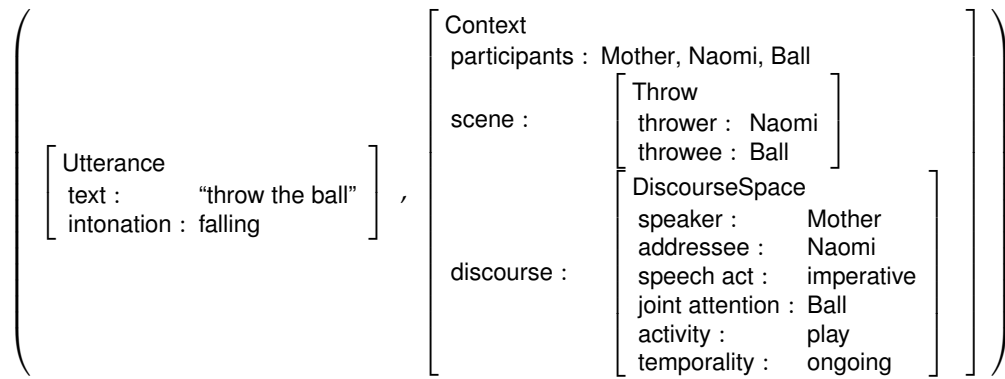 Utterance
text : “throw the ball”
intonation : falling
,
Context
participants : Mother, Naomi, Ball
scene :
Throw
thrower : Naomi
throwee : Ball
discourse :
DiscourseSpace
speaker : Mother
addressee : Naomi
speech act : imperative
joint attention : Ball
activity : play
temporality : ongoing